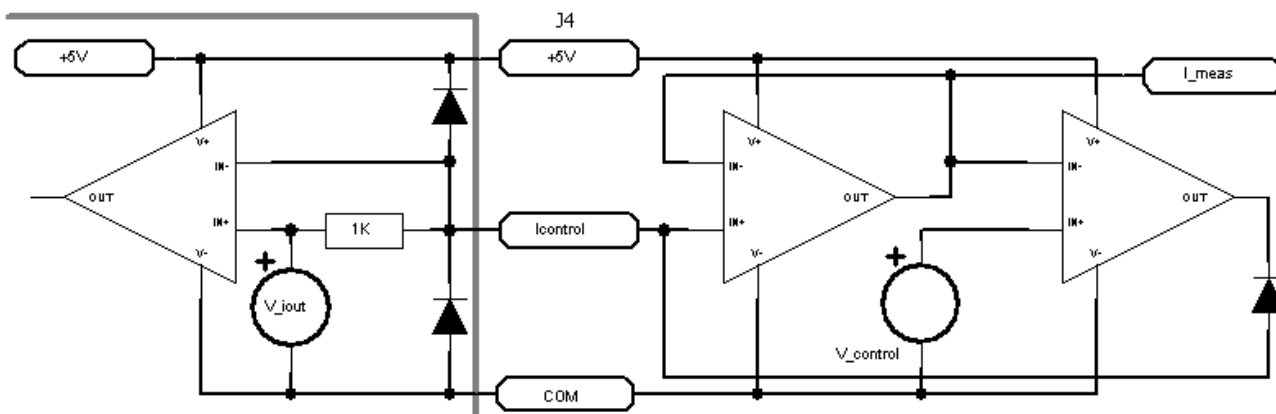 J4
+5V
+5V
I_meas
V+
IN-
OUT
IN+
V-
1K
Icontrol
V+
IN-
OUT
IN+
V-
V+
IN-
OUT
IN+
V-
+
V_iout
+
V_control
COM